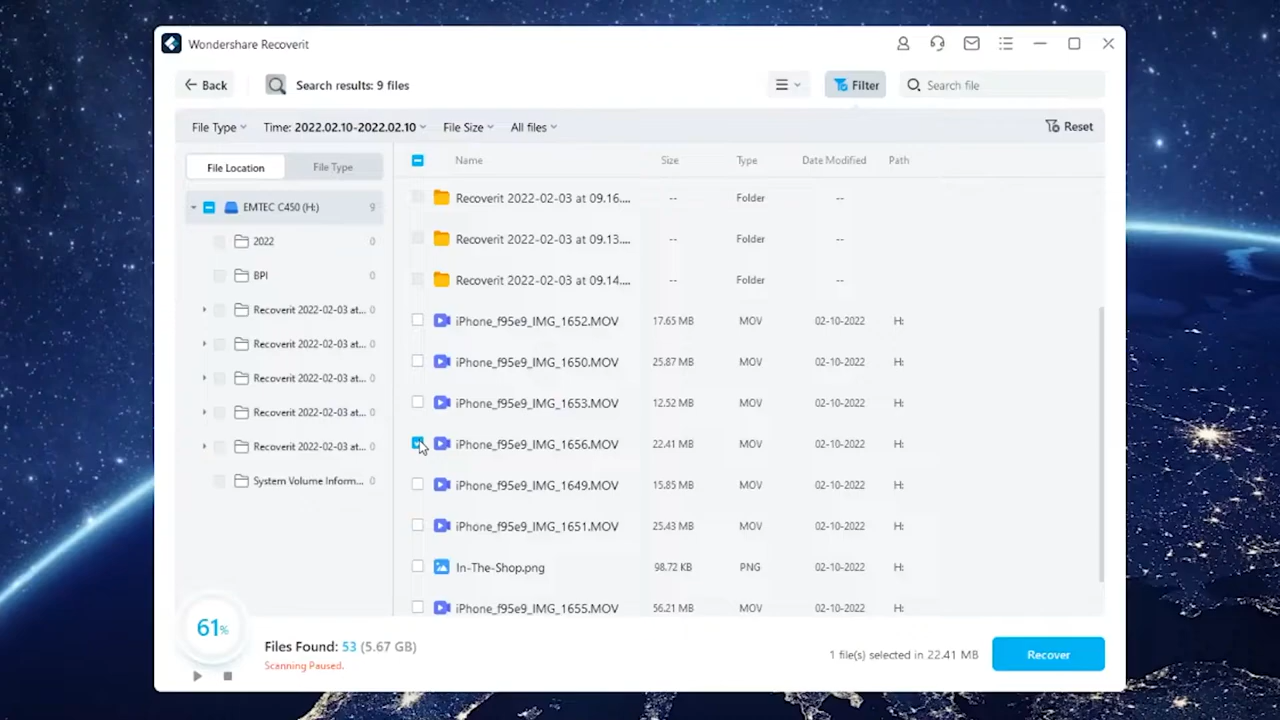 Wondershare Recoverit
Back
Search results: 9 files
Filter
Search file
File Type
Time: 2022.02.10-2022.02.10
File Size
All files
Reset
File Location
File Type
EMTEC C450 (H:) 9
2022 0
BPI 0
Recoverit 2022-02-03 at... 0
Recoverit 2022-02-03 at... 0
Recoverit 2022-02-03 at... 0
Recoverit 2022-02-03 at... 0
Recoverit 2022-02-03 at... 0
System Volume Inform... 0
Name Size Type Date Modified Path
Recoverit 2022-02-03 at 09.16.... -- Folder --
Recoverit 2022-02-03 at 09.13.... -- Folder --
Recoverit 2022-02-03 at 09.14.... -- Folder --
iPhone_f95e9_IMG_1652.MOV 17.65 MB MOV 02-10-2022 H:
iPhone_f95e9_IMG_1650.MOV 25.87 MB MOV 02-10-2022 H:
iPhone_f95e9_IMG_1653.MOV 12.52 MB MOV 02-10-2022 H:
iPhone_f95e9_IMG_1656.MOV 22.41 MB MOV 02-10-2022 H:
iPhone_f95e9_IMG_1649.MOV 15.85 MB MOV 02-10-2022 H:
iPhone_f95e9_IMG_1651.MOV 25.43 MB MOV 02-10-2022 H:
In-The-Shop.png 98.72 KB PNG 02-10-2022 H:
iPhone_f95e9_IMG_1655.MOV 56.21 MB MOV 02-10-2022 H:
61%
Files Found: 53 (5.67 GB)
Scanning Paused.
1 file(s) selected in 22.41 MB
Recover